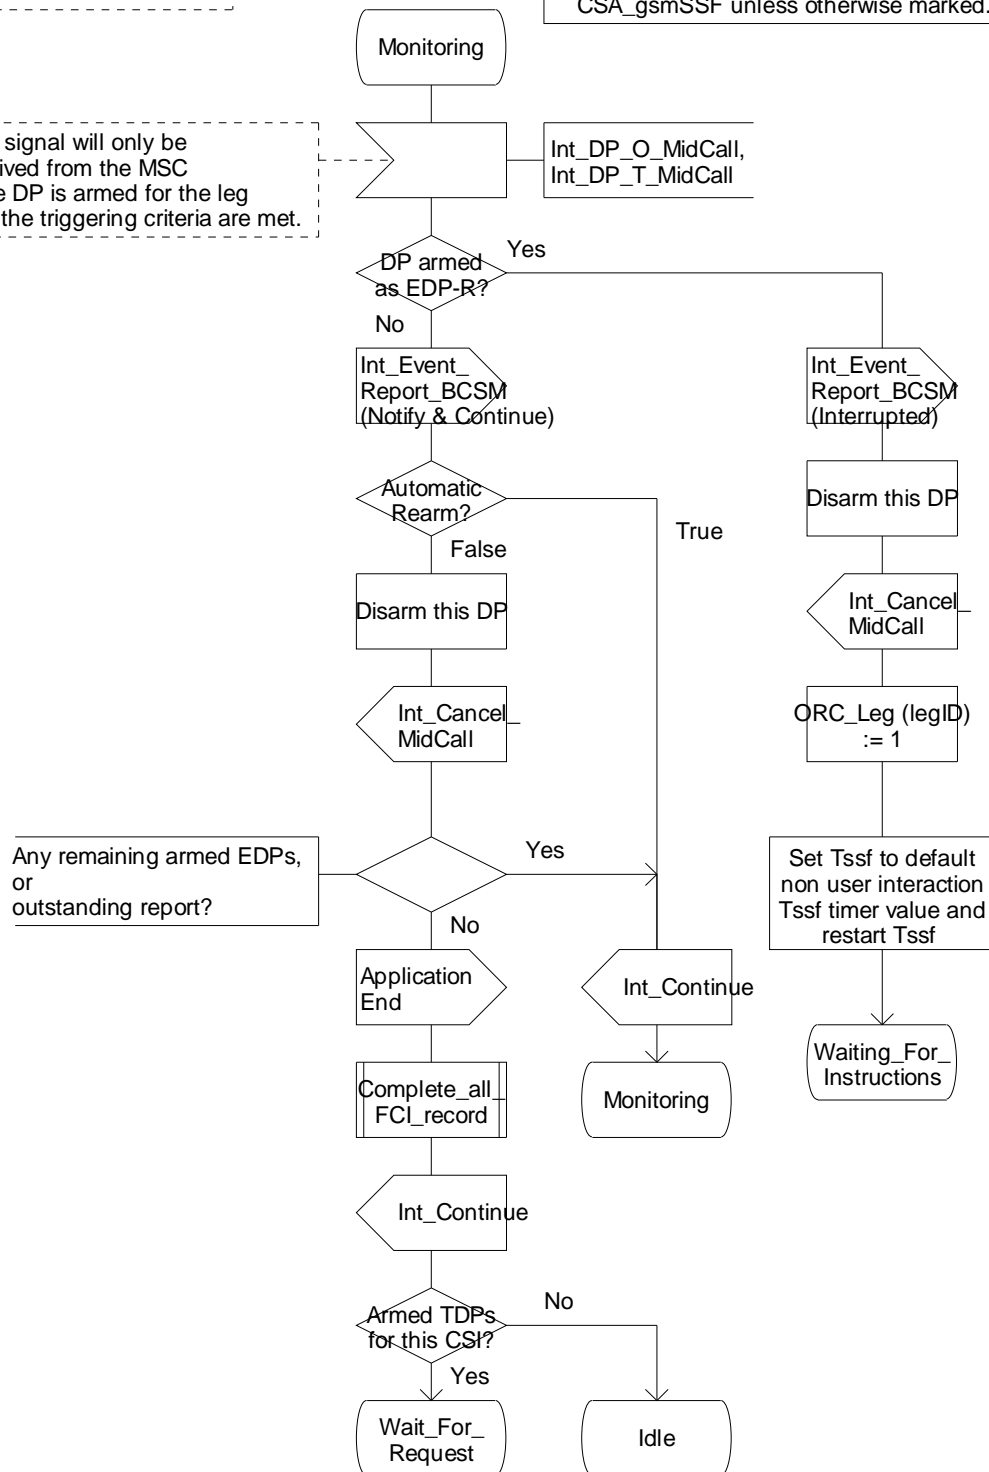 CSA_gsmSSF unless otherwise marked.
Monitoring
signal will only be
ived from the MSC
e DP is armed for the leg
the triggering criteria are met.
Int_DP_O_MidCall,
Int_DP_T_MidCall
DP armed
as EDP-R?
Yes
No
Int_Event_
Report_BCSM
(Notify & Continue)
Int_Event_
Report_BCSM
(Interrupted)
Automatic
Rearm?
True
False
Disarm this DP
Disarm this DP
Int_Cancel_
MidCall
Int_Cancel_
MidCall
ORC_Leg (legID)
:= 1
Any remaining armed EDPs,
or
outstanding report?
Yes
No
Set Tssf to default
non user interaction
Tssf timer value and
restart Tssf
Application
End
Int_Continue
Waiting_For_
Instructions
Complete_all_
FCI_record
Monitoring
Int_Continue
Armed TDPs
for this CSI?
No
Yes
Wait_For_
Request
Idle